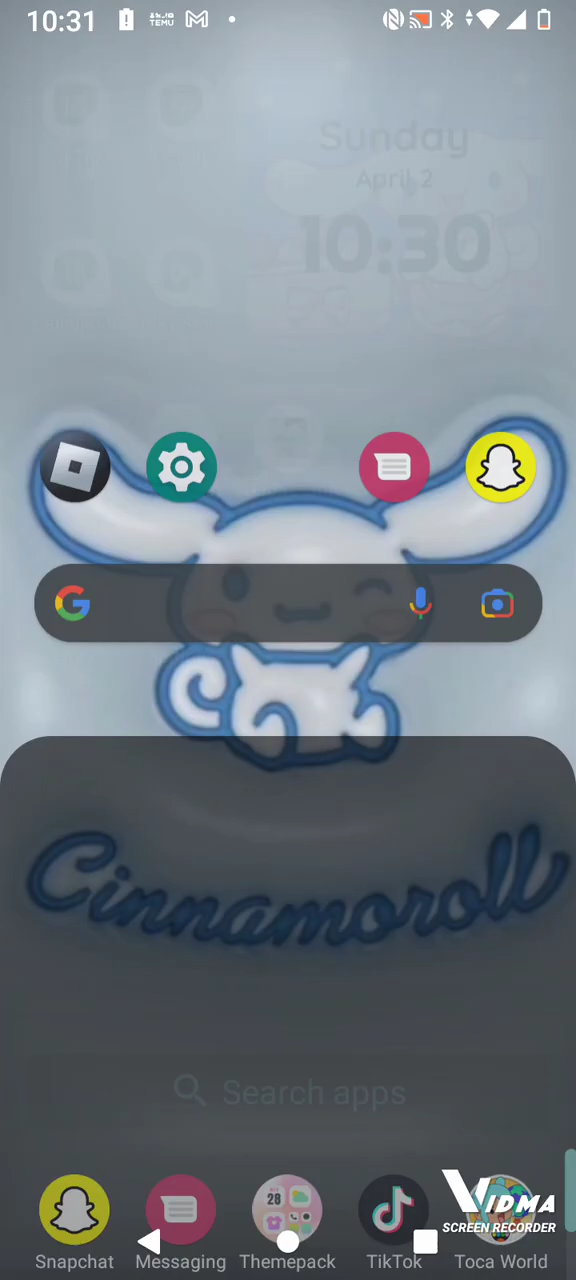 10:31
TEMU
Sunday
April 2
10:30
Cinnamoroll
Search apps
28
VIDMA
SCREEN RECORDER
Snapchat Messaging Themepack TikTok Toca World